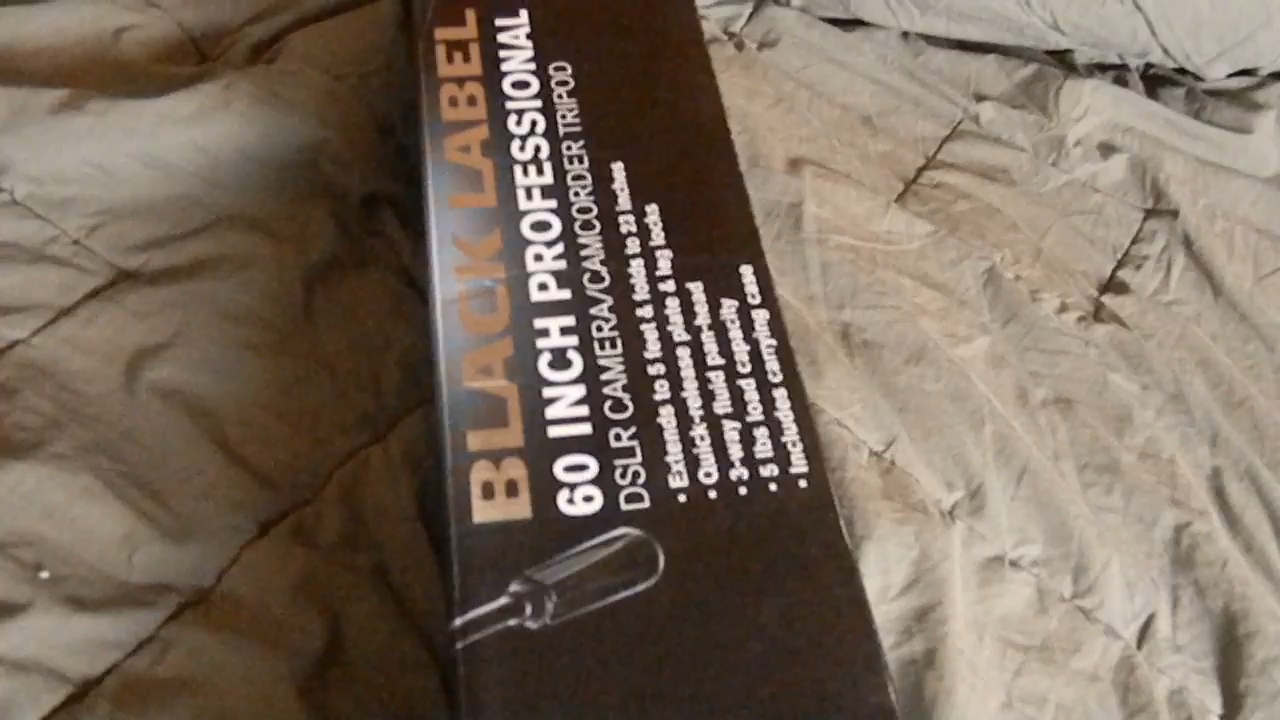 BLACK LABEL
60 INCH PROFESSIONAL
DSLR CAMERA/CAMCORDER TRIPOD
• Extends to 5 feet & folds to 23 inches
• Quick-release plate & leg locks
• 3-way fluid pan-head
• 5 lbs load capacity
• Includes carrying case